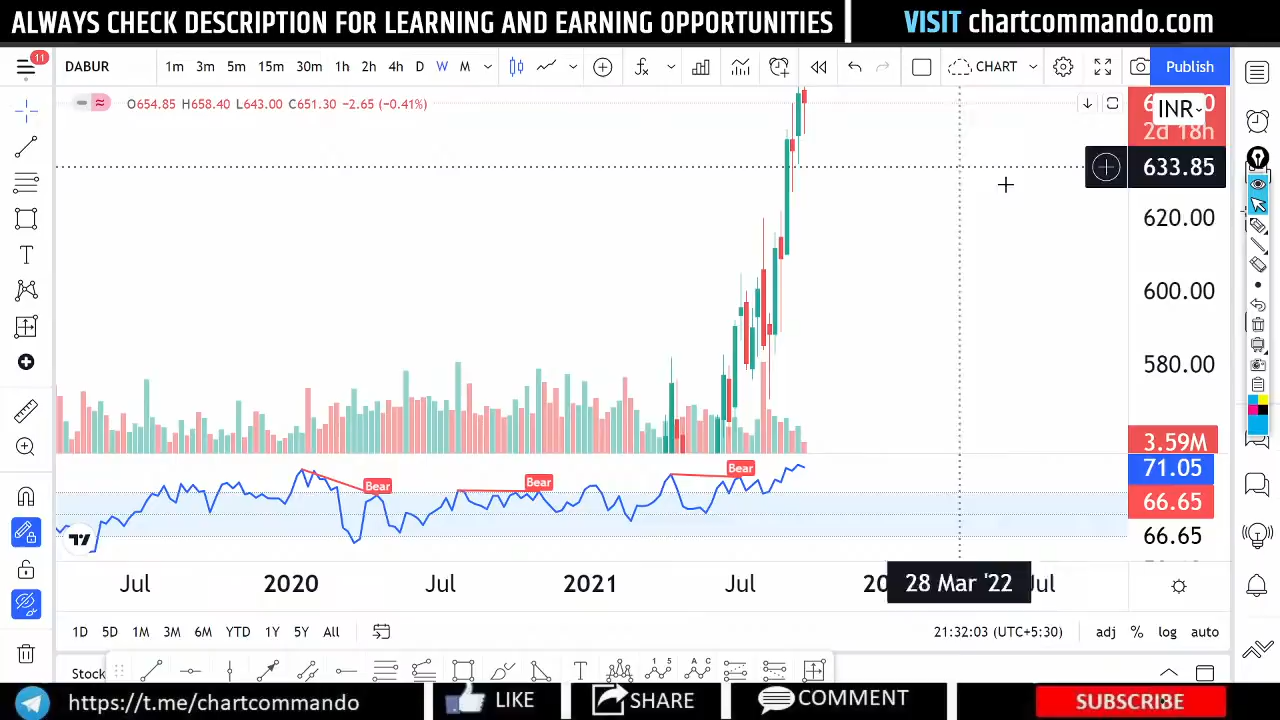 ALWAYS CHECK DESCRIPTION FOR LEARNING AND EARNING OPPORTUNITIES
VISIT chartcommando.com
11
DABUR
1m 3m 5m 15m 30m 1h 2h 4h D W M
CHART
Publish
O654.85 H658.40 L643.00 C651.30 −2.65 (−0.41%)
INR
2d 18h
633.85
620.00
600.00
580.00
3.59M
71.05
66.65
66.65
Bear
Bear
Bear
Jul 2020 Jul 2021 Jul
28 Mar '22
Jul
1D 5D 1M 3M 6M YTD 1Y 5Y All
21:32:03 (UTC+5:30)
adj % log auto
Stock
https://t.me/chartcommando
LIKE
SHARE
COMMENT
SUBSCRIBE